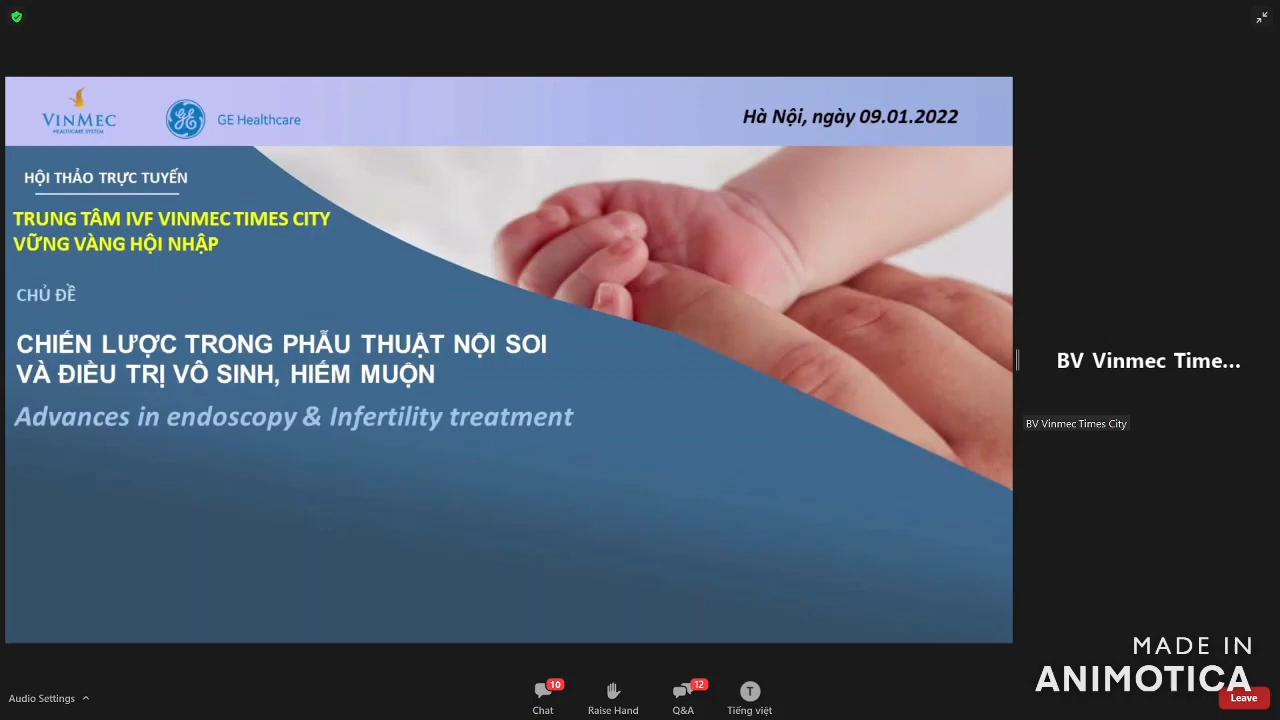 VINMEC
HEALTHCARE SYSTEM
GE Healthcare
Hà Nội, ngày 09.01.2022
HỘI THẢO TRỰC TUYẾN
TRUNG TÂM IVF VINMEC TIMES CITY
VỮNG VÀNG HỘI NHẬP
CHỦ ĐỀ
CHIẾN LƯỢC TRONG PHẪU THUẬT NỘI SOI
VÀ ĐIỀU TRỊ VÔ SINH, HIẾM MUỘN
Advances in endoscopy & Infertility treatment
BV Vinmec Time...
BV Vinmec Times City
MADE IN
ANIMOTICA
Audio Settings
10
Chat
Raise Hand
12
Q&A
T
Tiếng việt
Leave